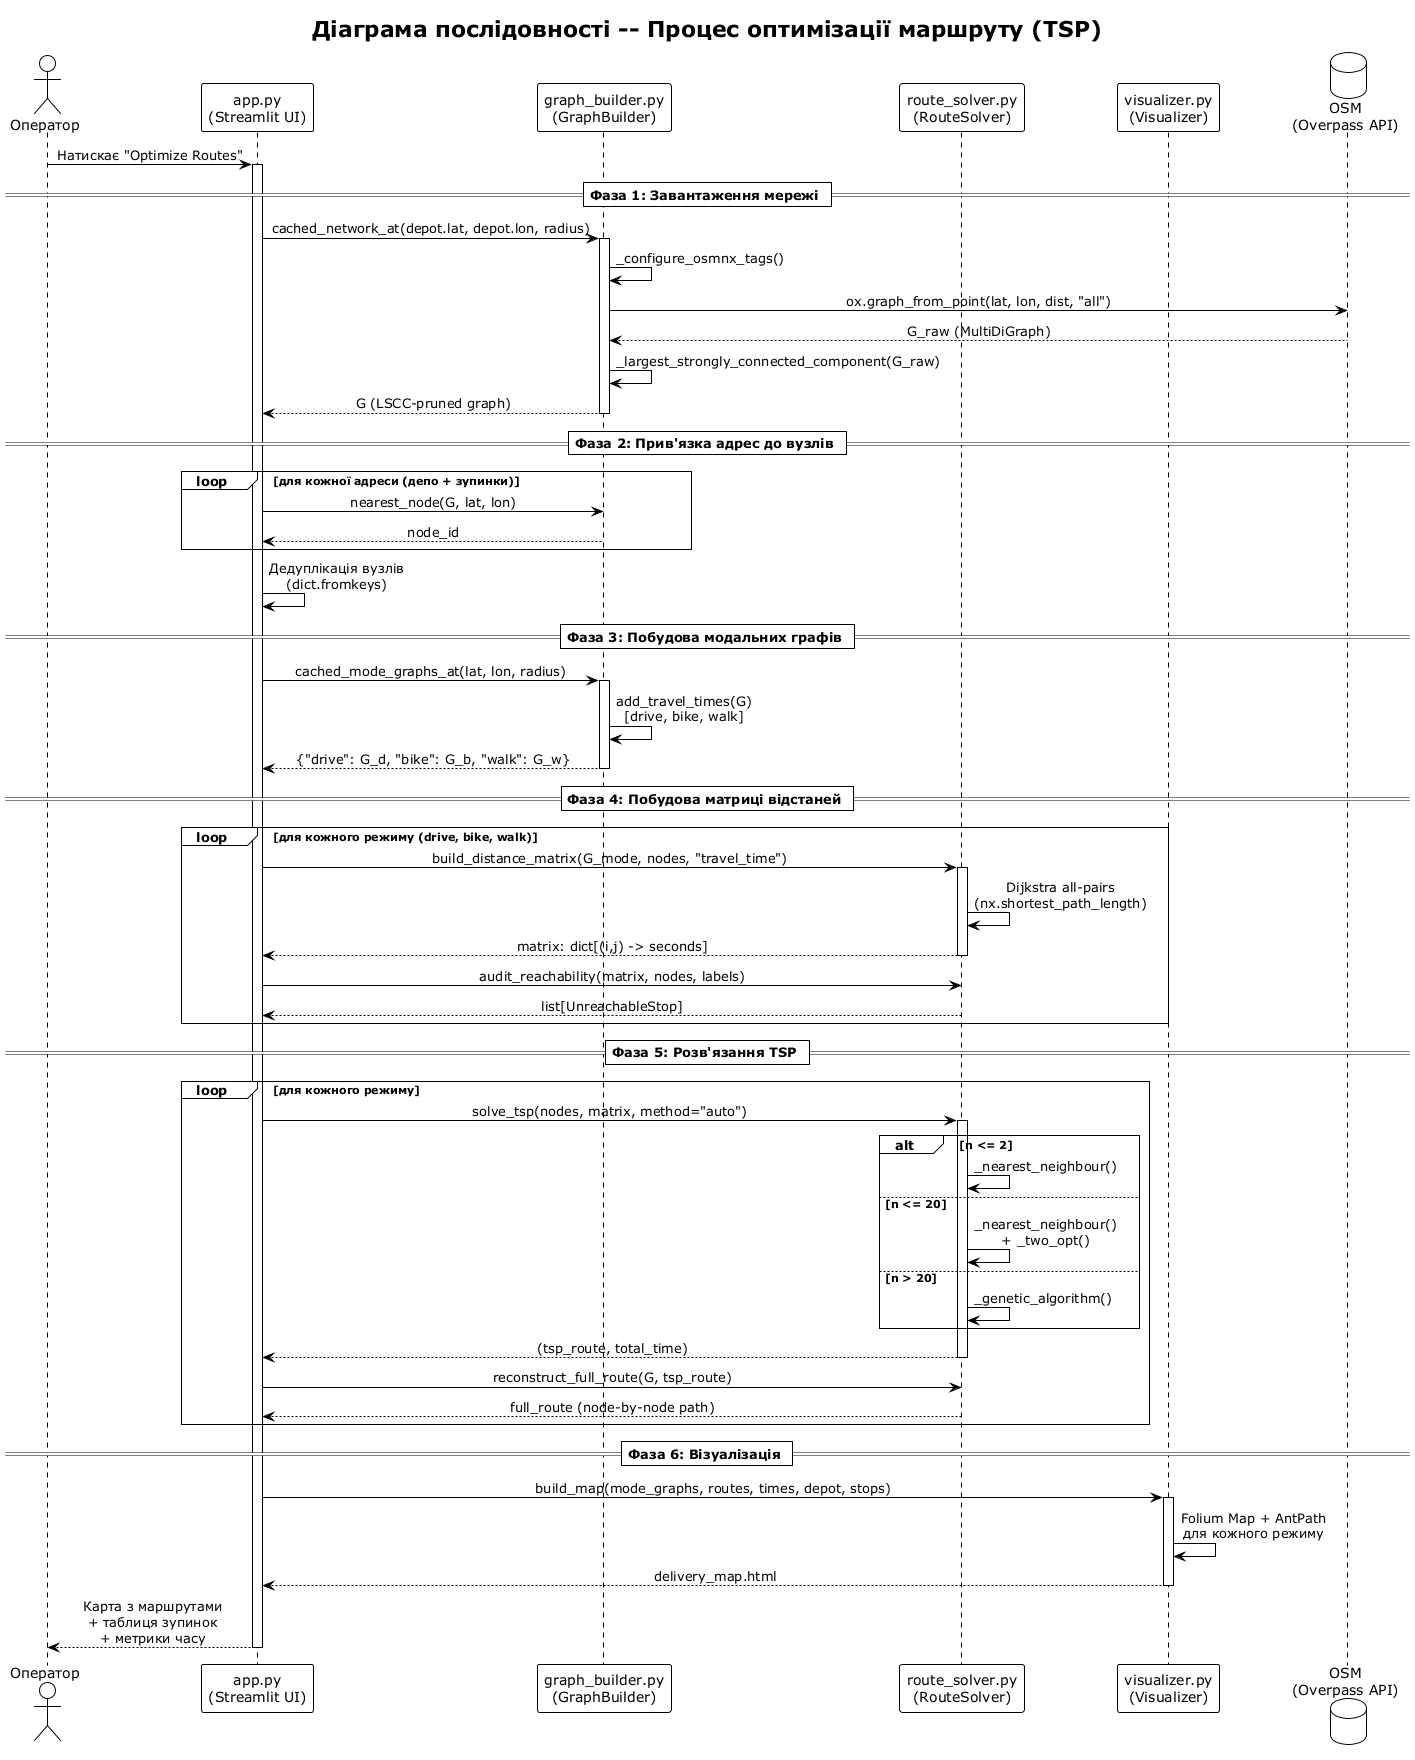 Діаграма послідовності -- Процес оптимізації маршруту (TSP)
Оператор
app.py
(Streamlit UI)
graph_builder.py
(GraphBuilder)
route_solver.py
(RouteSolver)
visualizer.py
(Visualizer)
OSM
(Overpass API)
Натискає "Optimize Routes"
Фаза 1: Завантаження мережі
cached_network_at(depot.lat, depot.lon, radius)
_configure_osmnx_tags()
ox.graph_from_point(lat, lon, dist, "all")
G_raw (MultiDiGraph)
_largest_strongly_connected_component(G_raw)
G (LSCC-pruned graph)
Фаза 2: Прив'язка адрес до вузлів
loop [для кожної адреси (депо + зупинки)]
nearest_node(G, lat, lon)
node_id
Дедуплікація вузлів
(dict.fromkeys)
Фаза 3: Побудова модальних графів
cached_mode_graphs_at(lat, lon, radius)
add_travel_times(G)
[drive, bike, walk]
{"drive": G_d, "bike": G_b, "walk": G_w}
Фаза 4: Побудова матриці відстаней
loop [для кожного режиму (drive, bike, walk)]
build_distance_matrix(G_mode, nodes, "travel_time")
Dijkstra all-pairs
(nx.shortest_path_length)
matrix: dict[(i,j) -> seconds]
audit_reachability(matrix, nodes, labels)
list[UnreachableStop]
Фаза 5: Розв'язання TSP
loop [для кожного режиму]
solve_tsp(nodes, matrix, method="auto")
alt [n <= 2]
_nearest_neighbour()
[n <= 20]
_nearest_neighbour()
+ _two_opt()
[n > 20]
_genetic_algorithm()
(tsp_route, total_time)
reconstruct_full_route(G, tsp_route)
full_route (node-by-node path)
Фаза 6: Візуалізація
build_map(mode_graphs, routes, times, depot, stops)
Folium Map + AntPath
для кожного режиму
delivery_map.html
Карта з маршрутами
+ таблиця зупинок
+ метрики часу
Оператор
app.py
(Streamlit UI)
graph_builder.py
(GraphBuilder)
route_solver.py
(RouteSolver)
visualizer.py
(Visualizer)
OSM
(Overpass API)